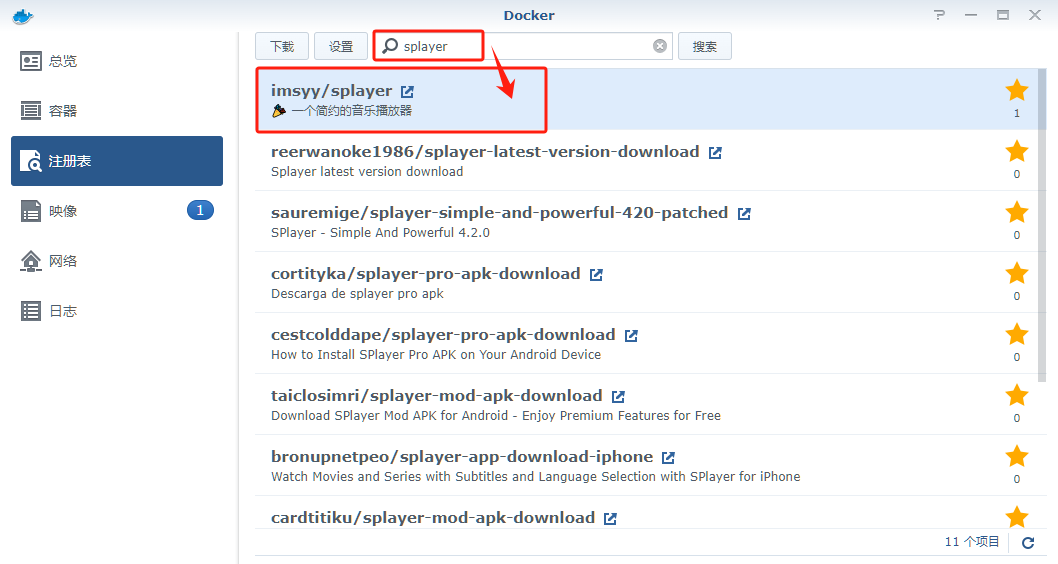 Docker
总览
容器
注册表
映像
1
网络
日志
下载
设置
splayer
搜索
imsyy/splayer
一个简约的音乐播放器
1
reerwanoke1986/splayer-latest-version-download
Splayer latest version download
0
sauremige/splayer-simple-and-powerful-420-patched
SPlayer - Simple And Powerful 4.2.0
0
cortityka/splayer-pro-apk-download
Descarga de splayer pro apk
0
cestcolddape/splayer-pro-apk-download
How to Install SPlayer Pro APK on Your Android Device
0
taiclosimri/splayer-mod-apk-download
Download SPlayer Mod APK for Android - Enjoy Premium Features for Free
0
bronupnetpeo/splayer-app-download-iphone
Watch Movies and Series with Subtitles and Language Selection with SPlayer for iPhone
0
cardtitiku/splayer-mod-apk-download
11 个项目